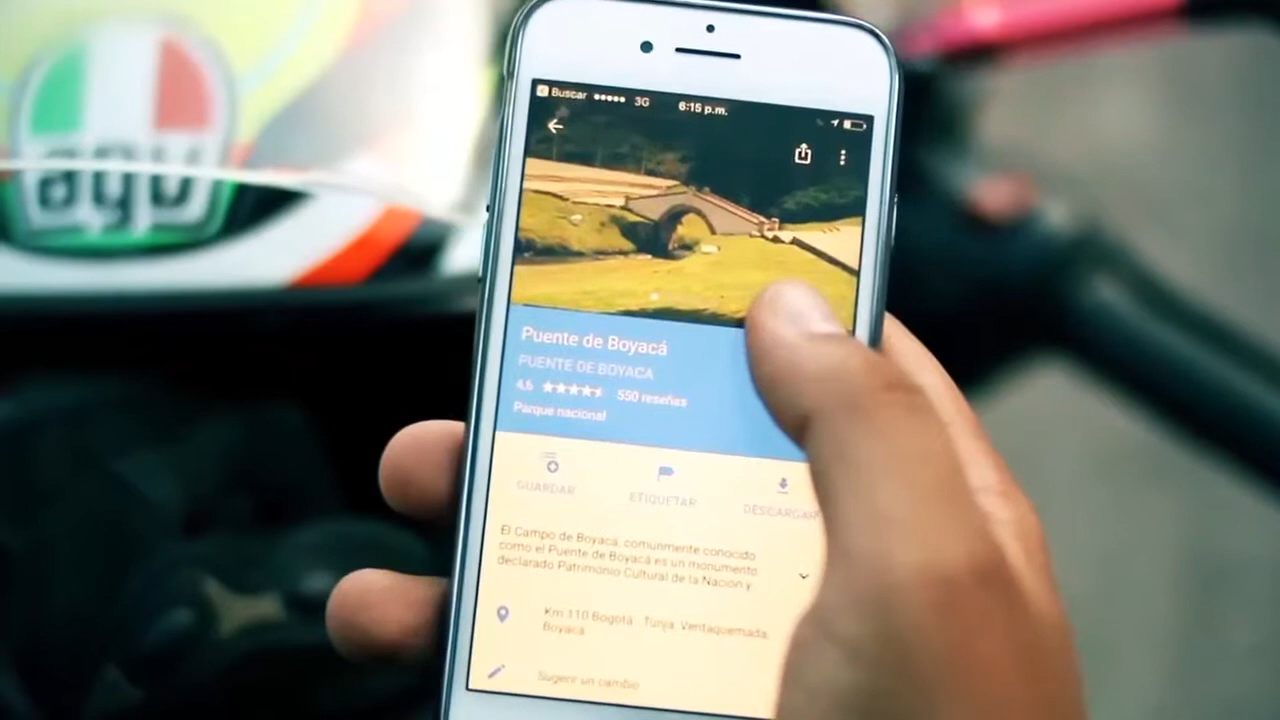 agv
Buscar 3G 6:15 p.m.
Puente de Boyacá
PUENTE DE BOYACA
4,6 550 reseñas
Parque nacional
GUARDAR ETIQUETAR DESCARGAR
El Campo de Boyacá, comúnmente conocido
como el Puente de Boyacá es un monumento
declarado Patrimonio Cultural de la Nación y
Km 110 Bogotá - Tunja, Ventaquemada,
Boyacá
Sugerir un cambio